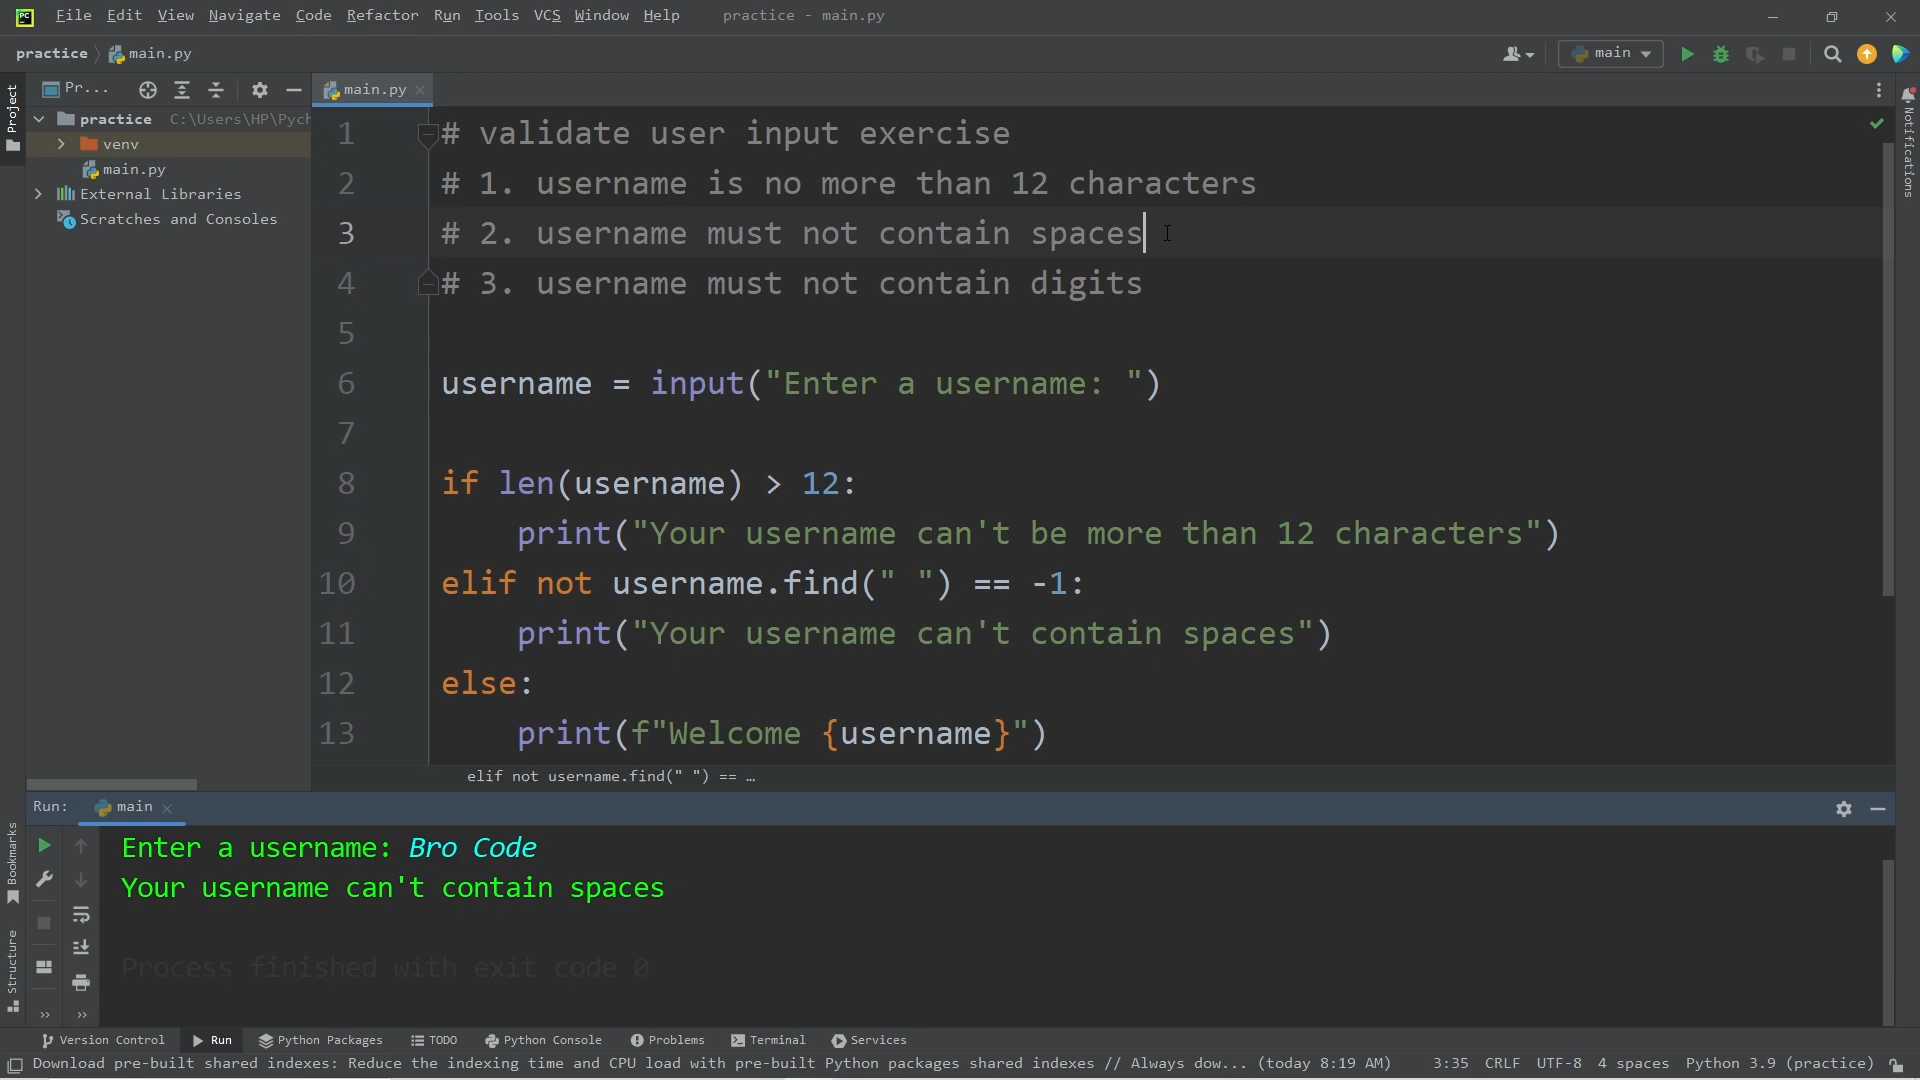 File Edit View Navigate Code Refactor Run Tools VCS Window Help practice - main.py
practice main.py main
Pr... main.py
Project
practice C:\Users\HP\Pych
venv
main.py
External Libraries
Scratches and Consoles
1 # validate user input exercise
2 # 1. username is no more than 12 characters
3 # 2. username must not contain spaces
4 # 3. username must not contain digits
5
6 username = input("Enter a username: ")
7
8 if len(username) > 12:
9 print("Your username can't be more than 12 characters")
10 elif not username.find(" ") == -1:
11 print("Your username can't contain spaces")
12 else:
13 print(f"Welcome {username}")
elif not username.find(" ") == …
Notifications
Run: main
Enter a username: Bro Code
Your username can't contain spaces
Process finished with exit code 0
Bookmarks
Structure
Version Control Run Python Packages TODO Python Console Problems Terminal Services
Download pre-built shared indexes: Reduce the indexing time and CPU load with pre-built Python packages shared indexes // Always dow... (today 8:19 AM) 3:35 CRLF UTF-8 4 spaces Python 3.9 (practice)